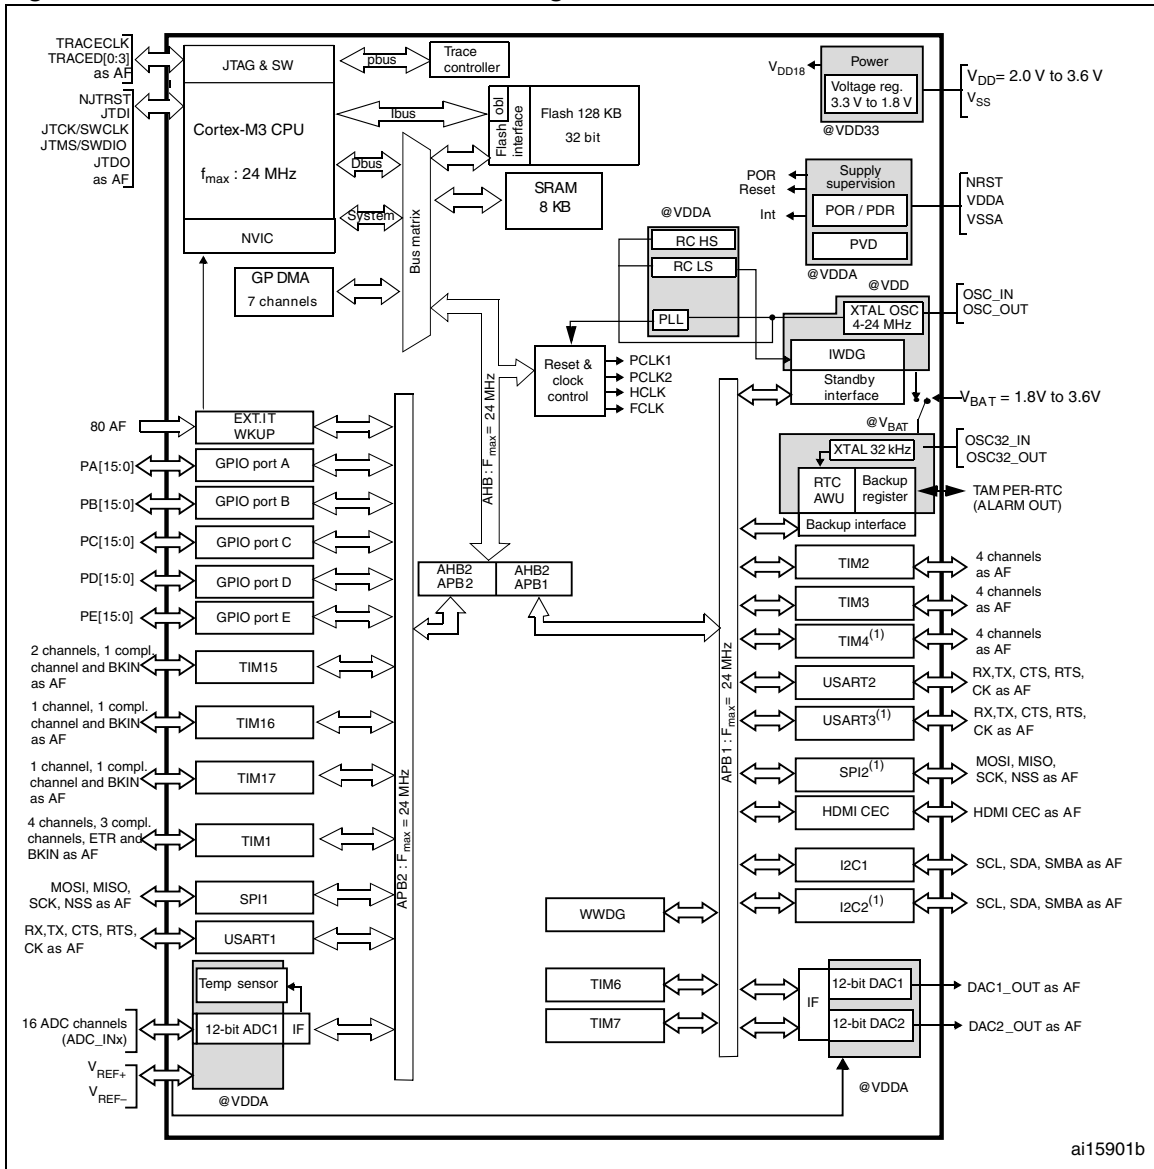 TRACECLK
TRACED[0:3]
as AF
NJTRST
JTDI
JTCK/SWCLK
JTMS/SWDIO
JTDO
as AF
JTAG & SW
Cortex-M3 CPU
fmax : 24 MHz
NVIC
GP DMA
7 channels
pbus
Ibus
Dbus
System
Trace
controller
Flash obl
interface
Flash 128 KB
32 bit
SRAM
8 KB
Bus matrix
AHB : Fmax = 24 MHz
@VDDA
RC HS
RC LS
PLL
Reset &
clock
control
PCLK1
PCLK2
HCLK
FCLK
VDD18
Power
Voltage reg.
3.3 V to 1.8 V
@VDD33
VDD= 2.0 V to 3.6 V
VSS
POR
Reset
Int
Supply
supervision
POR / PDR
PVD
@VDDA
NRST
VDDA
VSSA
@VDD
XTAL OSC
4-24 MHz
OSC_IN
OSC_OUT
IWDG
Standby
interface
VBAT = 1.8V to 3.6V
@VBAT
XTAL 32 kHz
OSC32_IN
OSC32_OUT
RTC
AWU
Backup
register
Backup interface
TAM PER-RTC
(ALARM OUT)
80 AF
EXT.IT
WKUP
PA[15:0]
GPIO port A
PB[15:0]
GPIO port B
PC[15:0]
GPIO port C
PD[15:0]
GPIO port D
PE[15:0]
GPIO port E
2 channels, 1 compl.
channel and BKIN
as AF
TIM15
1 channel, 1 compl.
channel and BKIN
as AF
TIM16
1 channel, 1 compl.
channel and BKIN
as AF
TIM17
4 channels, 3 compl.
channels, ETR and
BKIN as AF
TIM1
MOSI, MISO,
SCK, NSS as AF
SPI1
RX,TX, CTS, RTS,
CK as AF
USART1
Temp sensor
16 ADC channels
(ADC_INx)
12-bit ADC1
IF
VREF+
VREF–
@VDDA
APB2 : Fmax = 24 MHz
AHB2
APB2
AHB2
APB1
APB1 : Fmax = 24 MHz
WWDG
TIM6
TIM7
TIM2
4 channels
as AF
TIM3
4 channels
as AF
TIM4(1)
4 channels
as AF
USART2
RX,TX, CTS, RTS,
CK as AF
USART3(1)
RX,TX, CTS, RTS,
CK as AF
SPI2(1)
MOSI, MISO,
SCK, NSS as AF
HDMI CEC
HDMI CEC as AF
I2C1
SCL, SDA, SMBA as AF
I2C2(1)
SCL, SDA, SMBA as AF
IF
12-bit DAC1
DAC1_OUT as AF
12-bit DAC2
DAC2_OUT as AF
@VDDA
ai15901b